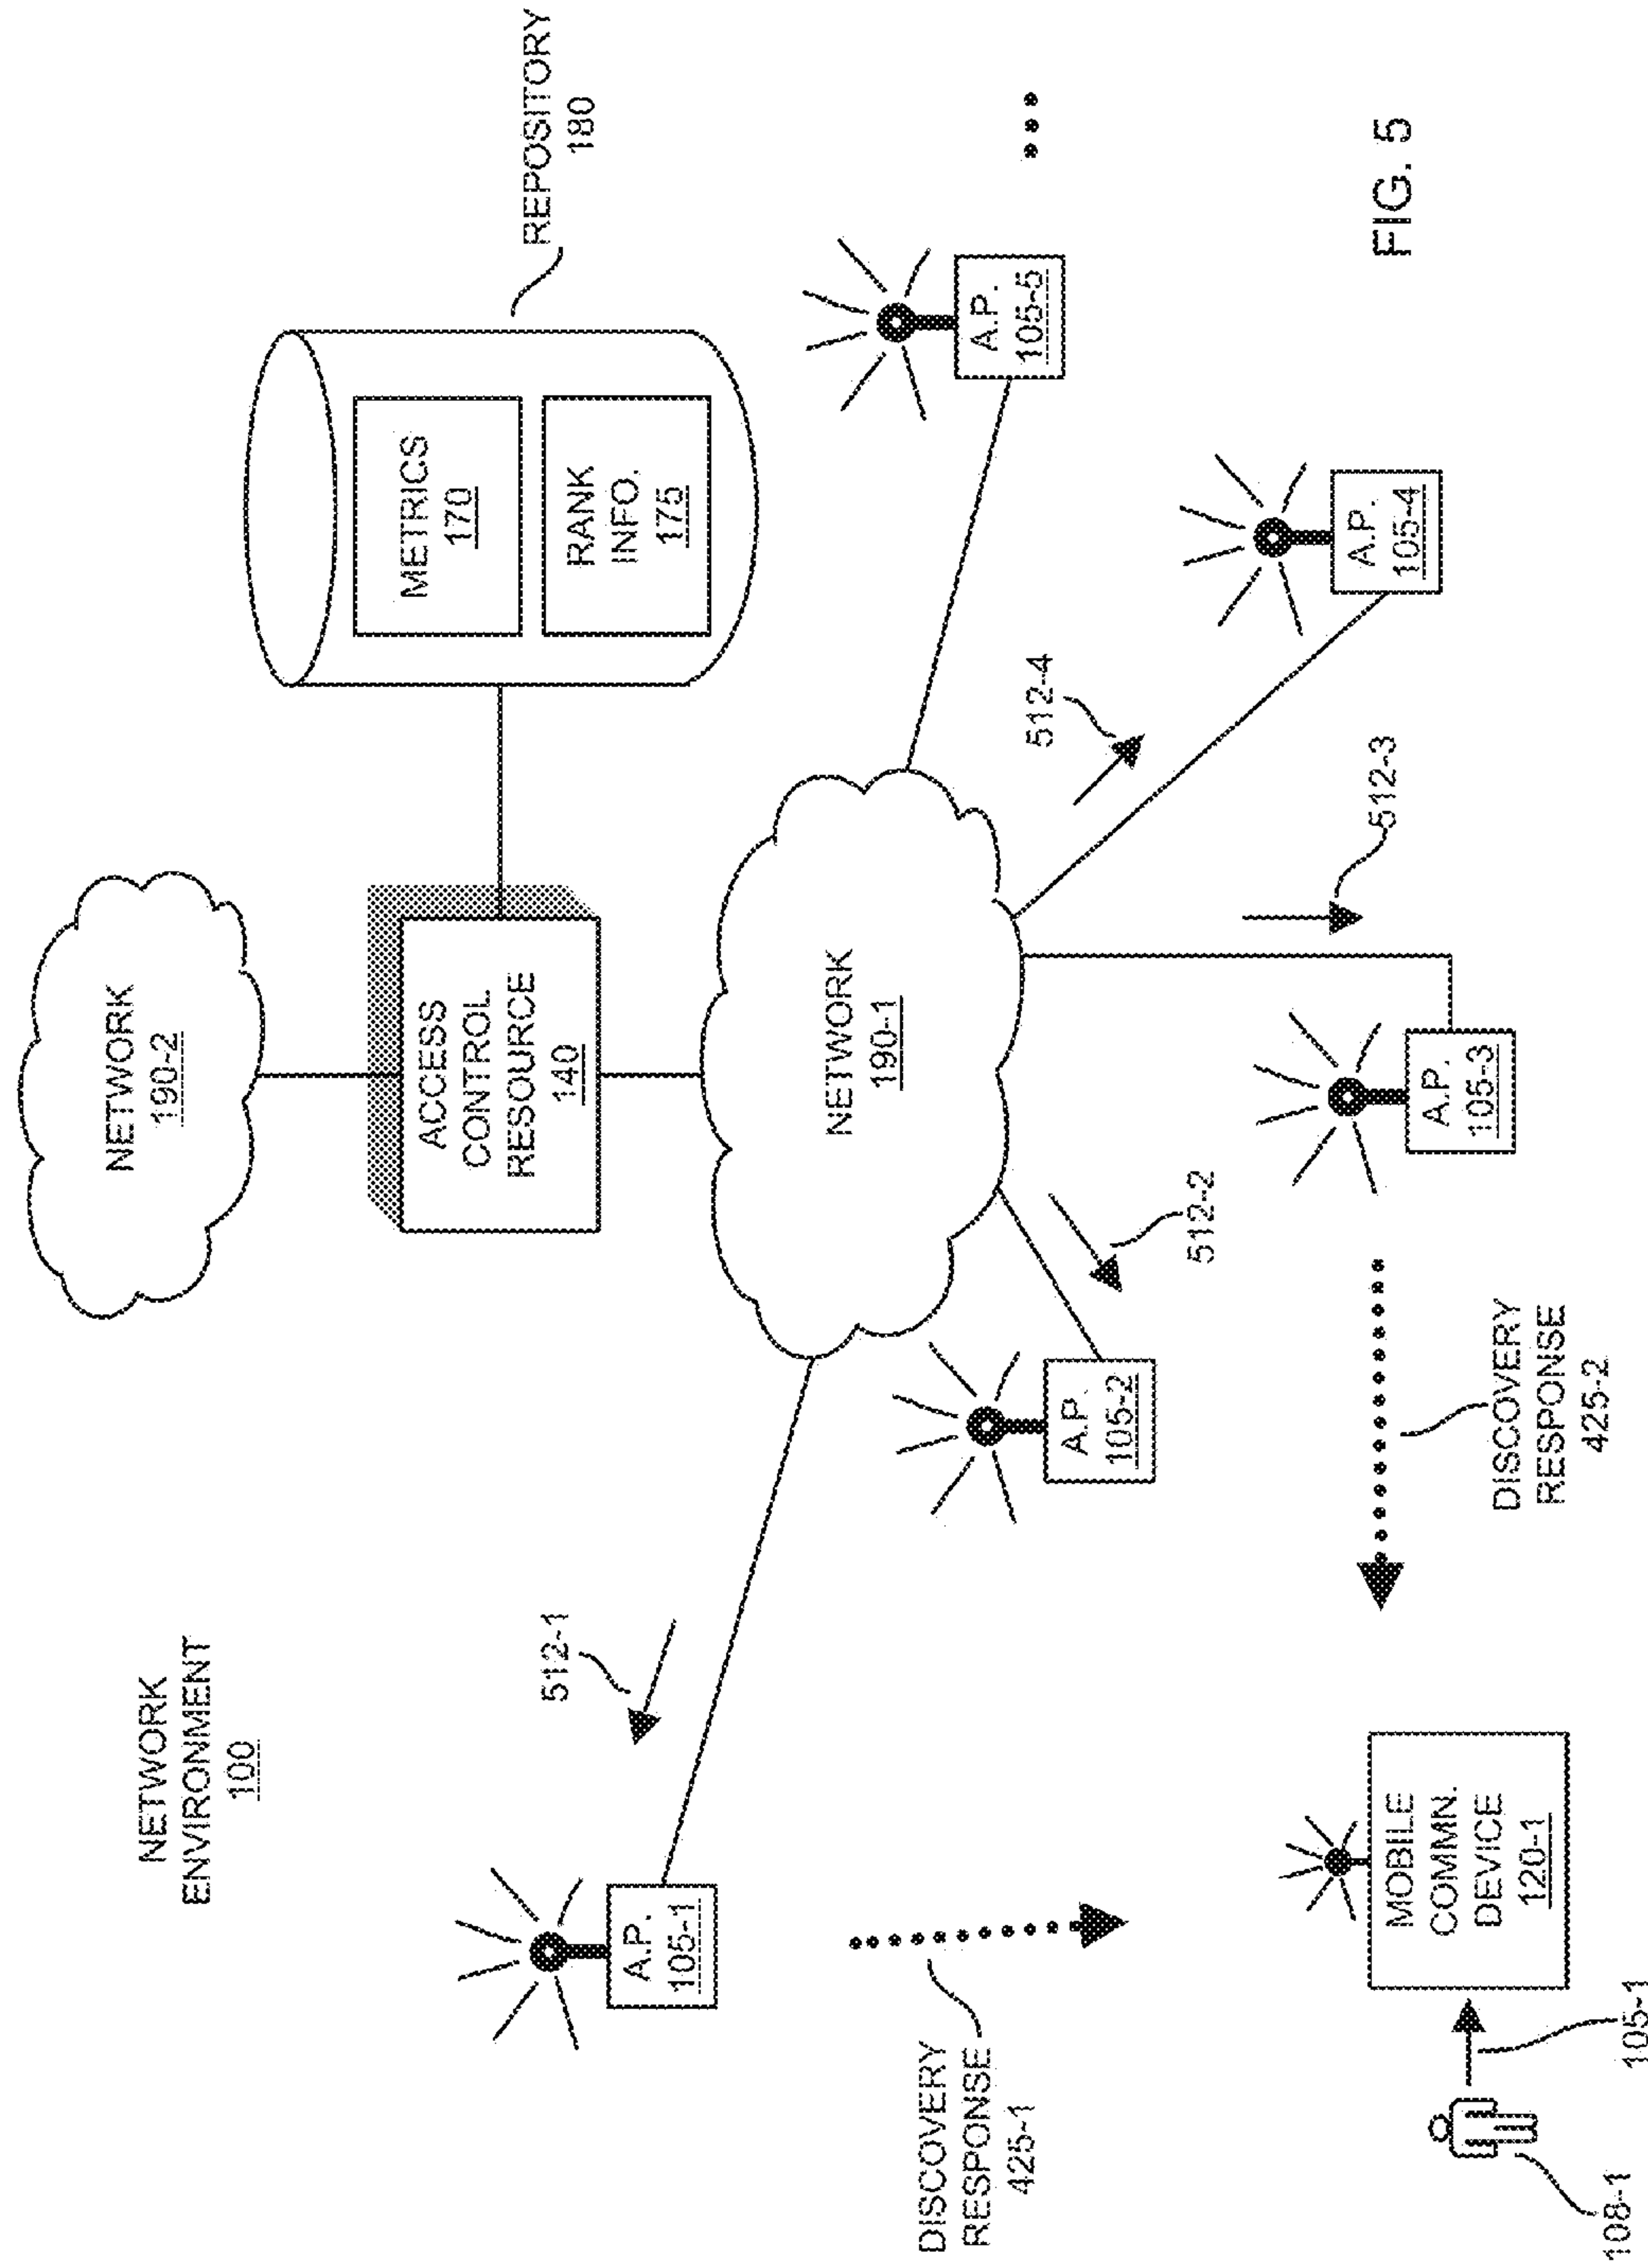 NETWORK
ENVIRONMENT
100
NETWORK
190-2
ACCESS
CONTROL
RESOURCE
140
METRICS
170
RANK
INFO.
175
REPOSITORY
180
NETWORK
190-1
512-1
A.P.
105-1
512-2
A.P.
105-2
512-3
A.P.
105-3
512-4
A.P.
105-4
A.P.
105-5
DISCOVERY
RESPONSE
425-1
DISCOVERY
RESPONSE
425-2
MOBILE
COMMN.
DEVICE
120-1
108-1
105-1
FIG. 5